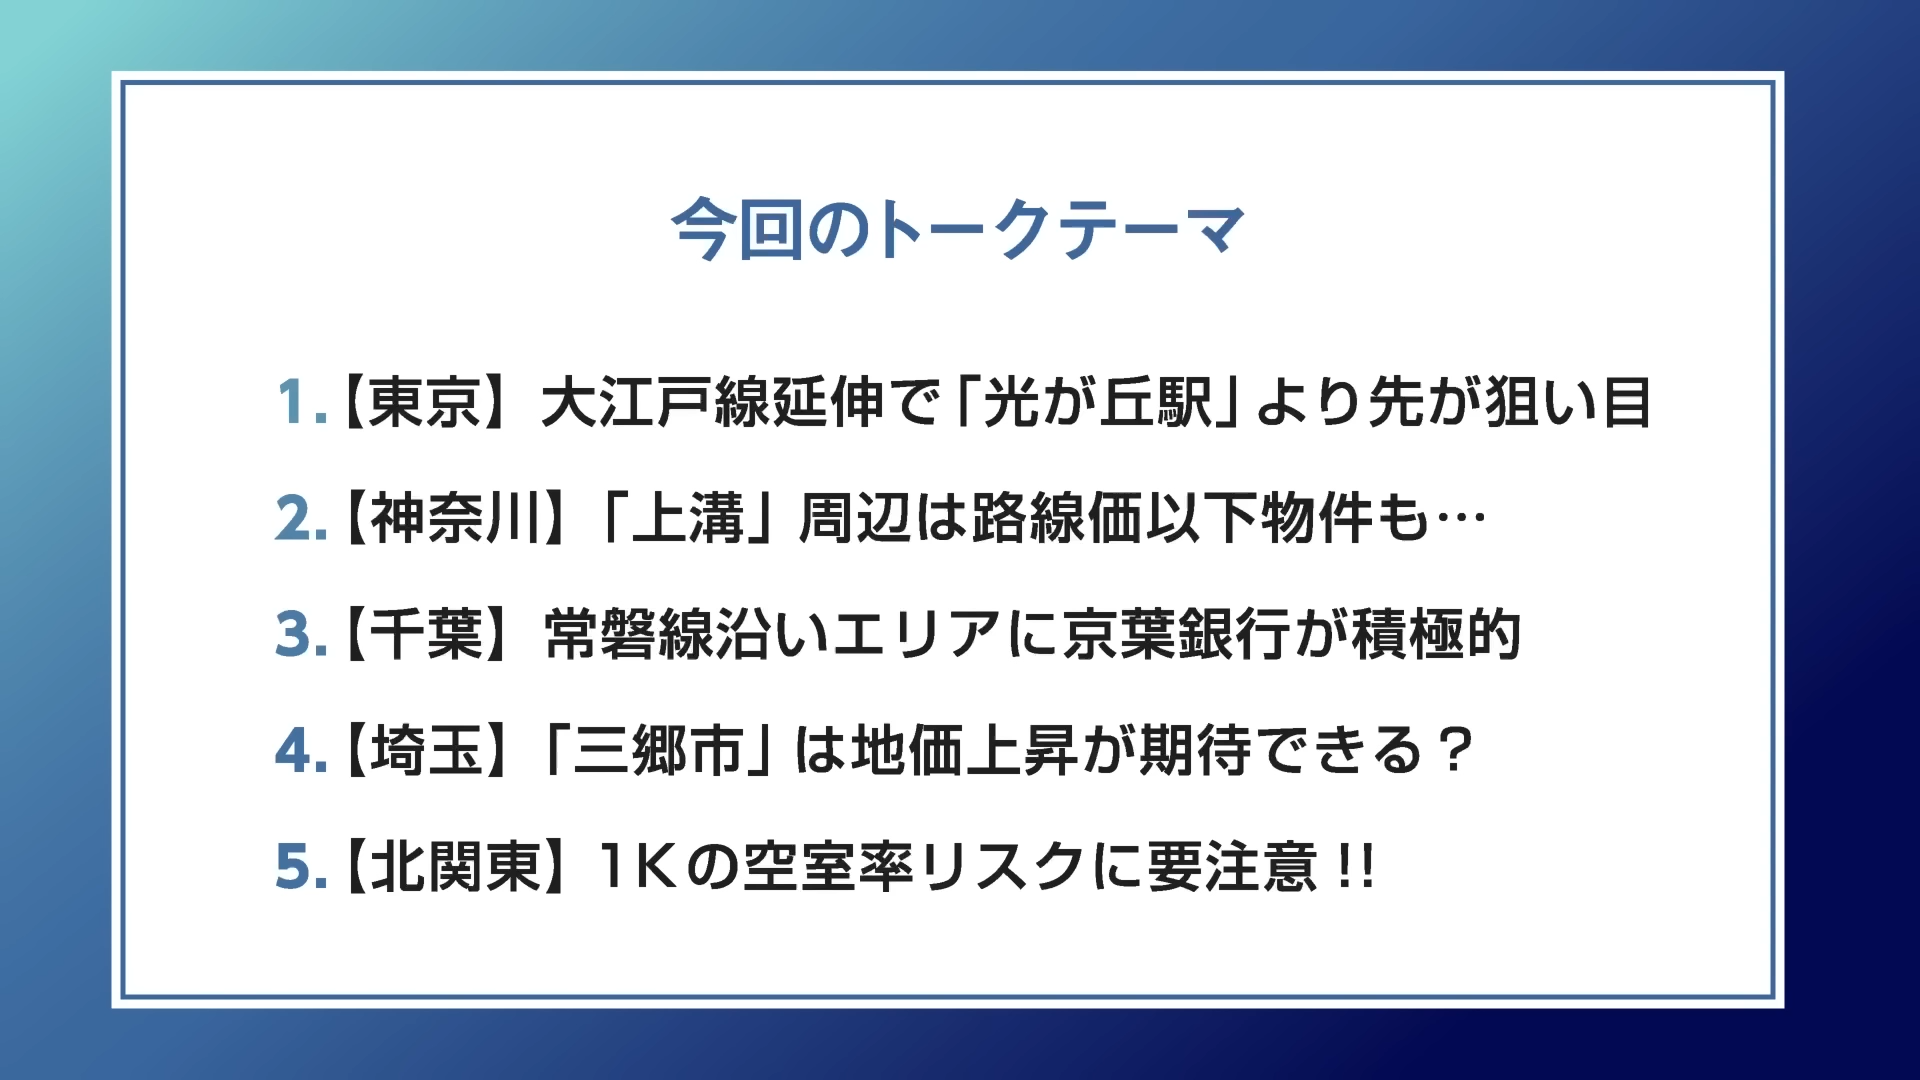 今回のトークテーマ
1.【東京】大江戸線延伸で「光が丘駅」より先が狙い目
2.【神奈川】「上溝」周辺は路線価以下物件も…
3.【千葉】常磐線沿いエリアに京葉銀行が積極的
4.【埼玉】「三郷市」は地価上昇が期待できる？
5.【北関東】1Kの空室率リスクに要注意!!